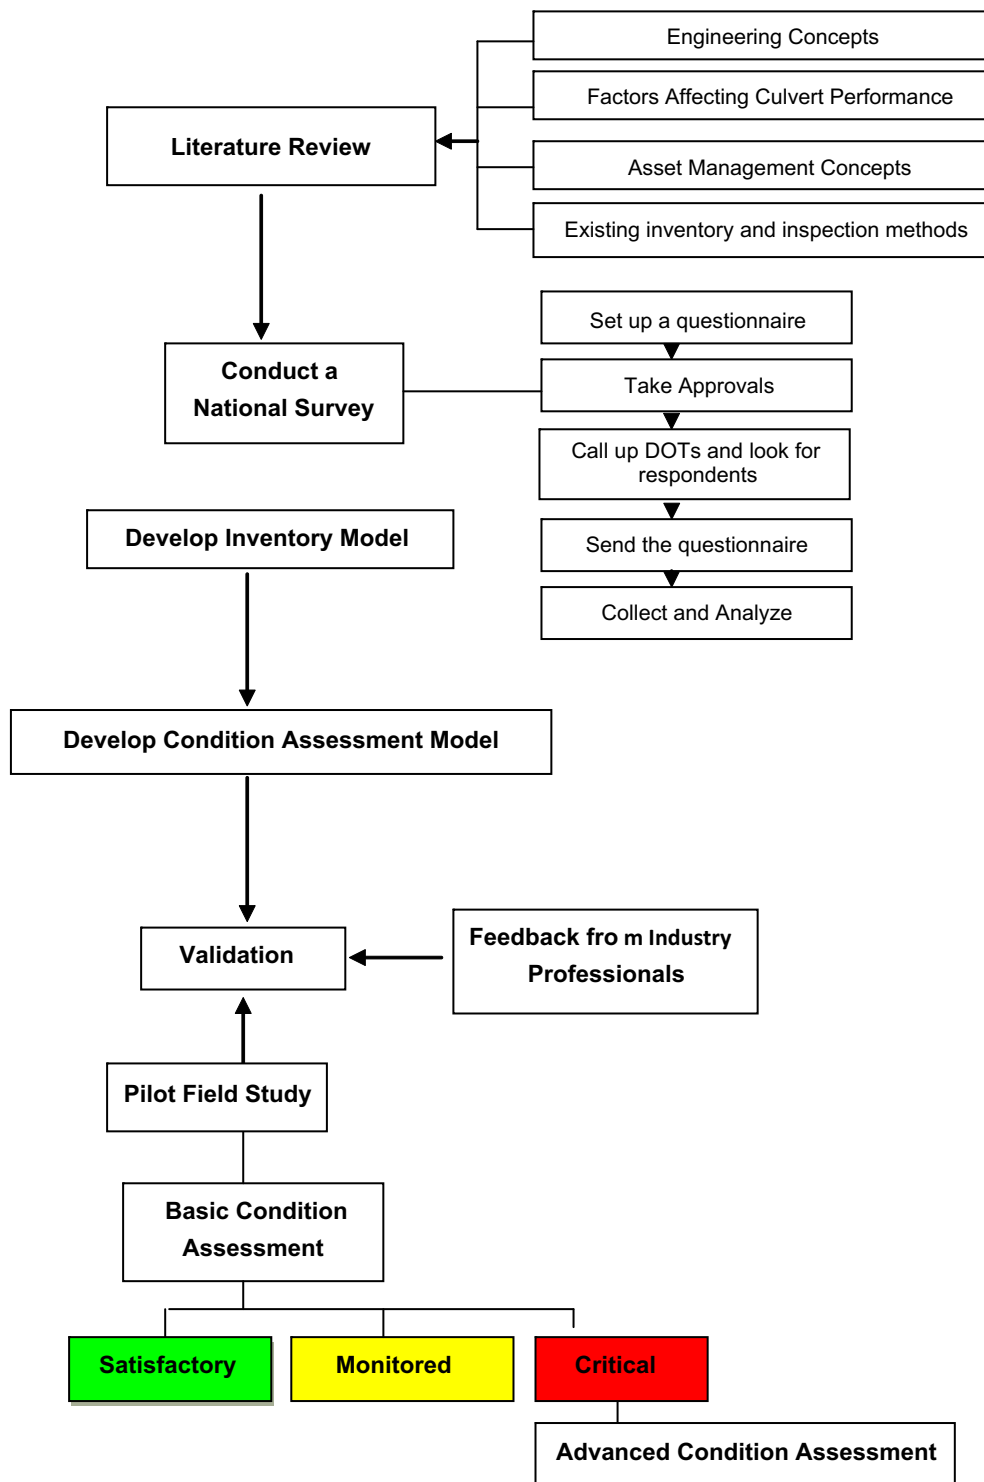 Engineering Concepts
Factors Affecting Culvert Performance
Literature Review
Asset Management Concepts
Existing inventory and inspection methods
Set up a questionnaire
Conduct a
National Survey
Take Approvals
Call up DOTs and look for
respondents
Develop Inventory Model
Send the questionnaire
Collect and Analyze
Develop Condition Assessment Model
Validation
Feedback fro m Industry
Professionals
Pilot Field Study
Basic Condition
Assessment
Satisfactory
Monitored
Critical
Advanced Condition Assessment